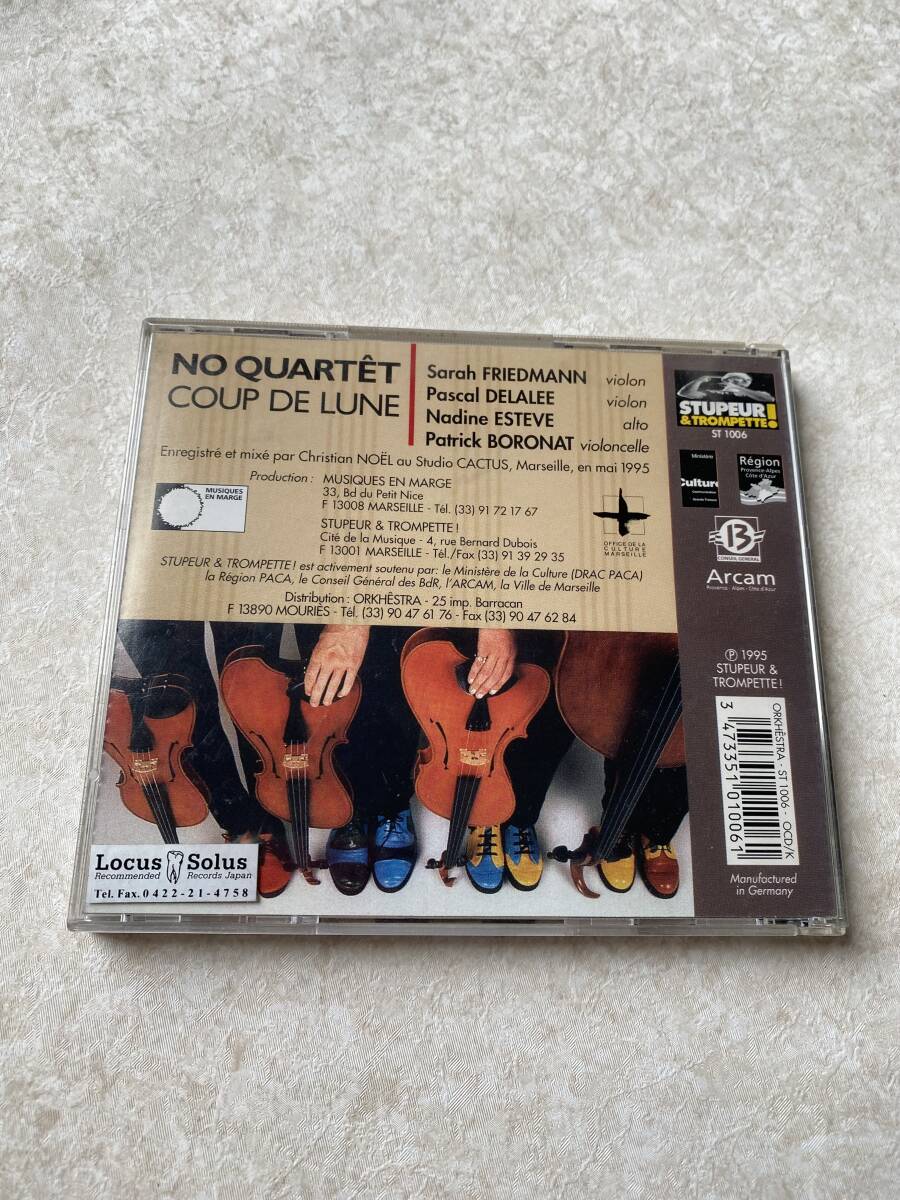 NO QUARTÊT
COUP DE LUNE
Sarah FRIEDMANN violon
Pascal DELALEE violon
Nadine ESTEVE alto
Patrick BORONAT violoncelle
Enregistré et mixé par Christian NOËL au Studio CACTUS, Marseille, en mai 1995
Production : MUSIQUES EN MARGE
33, Bd du Petit Nice
F 13008 MARSEILLE - Tél. (33) 91 72 17 67
MUSIQUES
EN MARGE
STUPEUR & TROMPETTE !
Cité de la Musique - 4, rue Bernard Dubois
F 13001 MARSEILLE - Tél./Fax (33) 91 39 29 35
OFFICE DE LA
CULTURE
MARSEILLE
STUPEUR & TROMPETTE ! est activement soutenu par: le Ministère de la Culture (DRAC PACA)
la Région PACA, le Conseil Général des BdR, l'ARCAM, la Ville de Marseille
Distribution : ORKHÊSTRA - 25 imp. Barracan
F 13890 MOURIÈS - Tél. (33) 90 47 61 76 - Fax (33) 90 47 62 84
STUPEUR
& TROMPETTE!
ST 1006
Ministère
Culture
Région
Provence-Alpes
Côte d'Azur
13
CONSEIL GENERAL
Arcam
Provence - Alpes - Côte d'Azur
℗ 1995
STUPEUR &
TROMPETTE !
ORKHÊSTRA - ST 1006 - OCD/K
3 473351 010061
Manufactured
in Germany
Locus Solus
Recommended Records Japan
Tel. Fax. 0422-21-4758